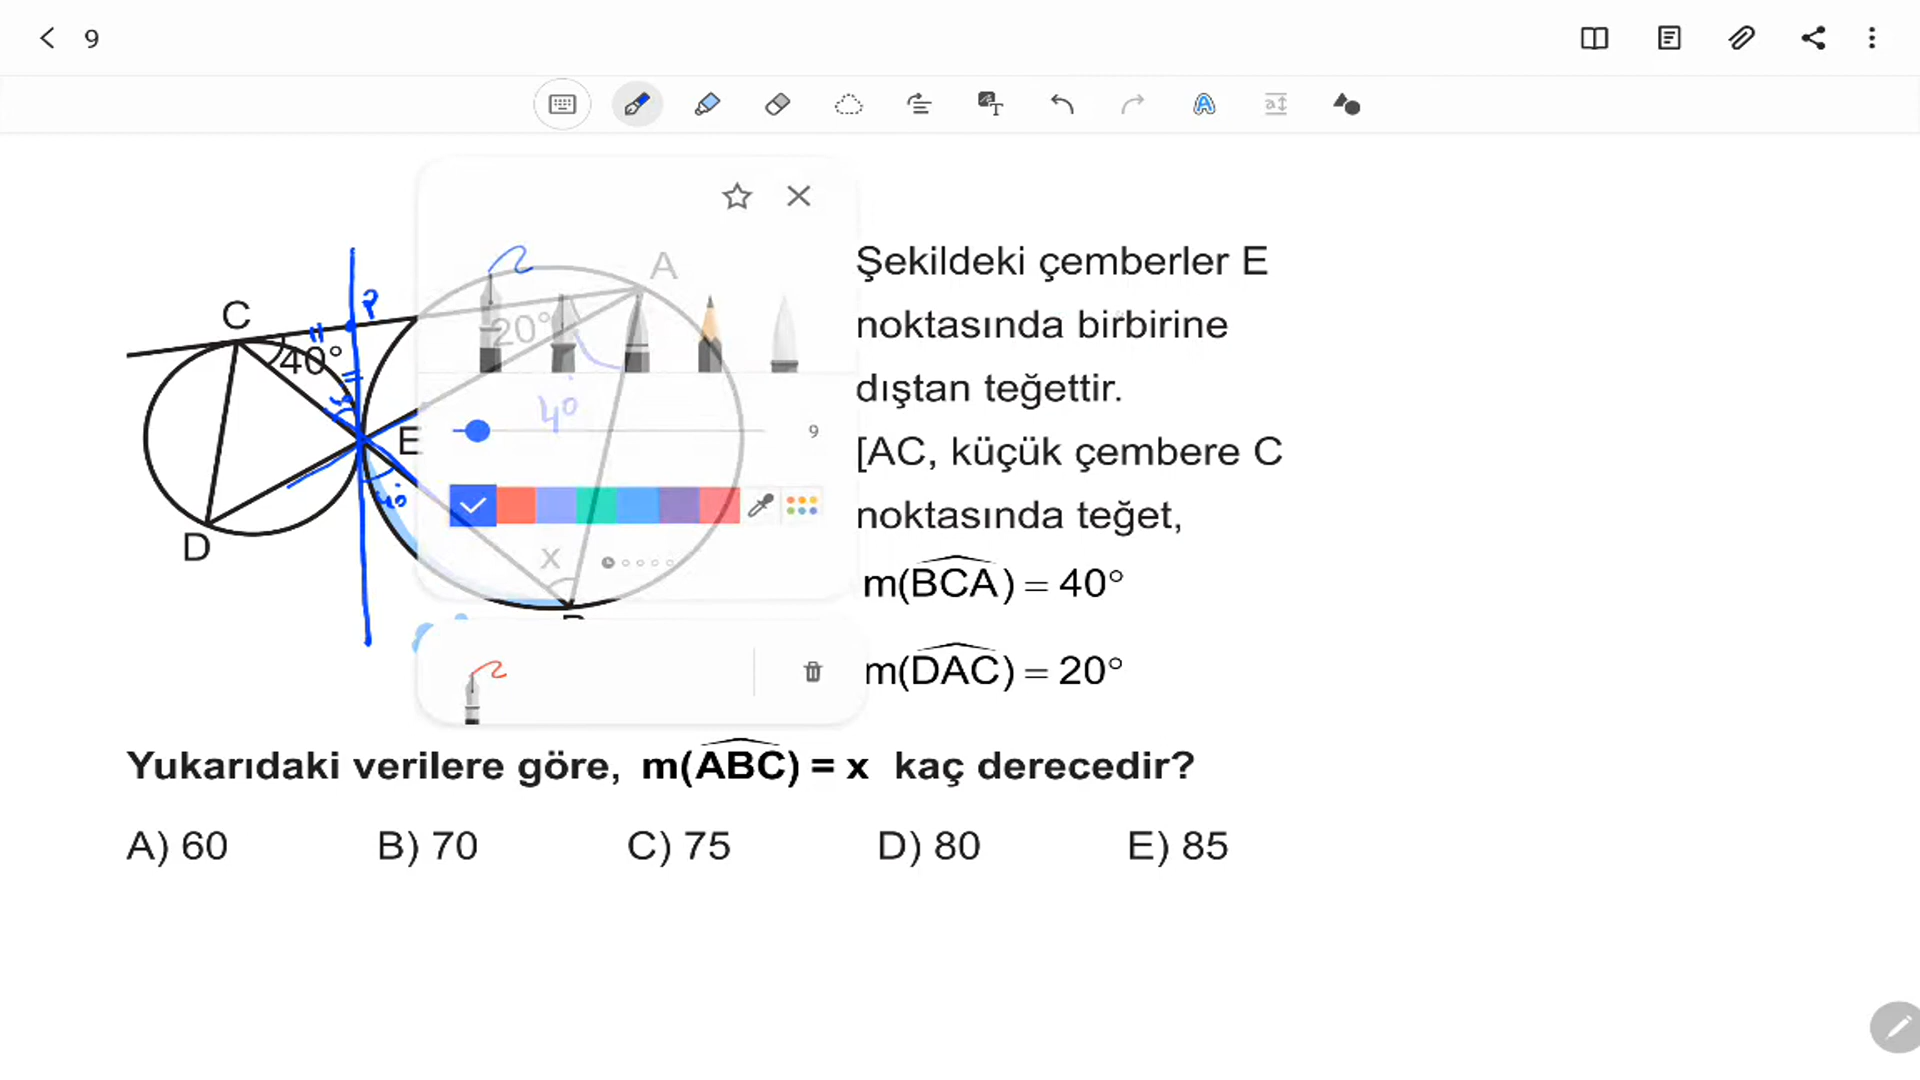 9
A
C
20°
40°
40
E
9
D
x
40°
Şekildeki çemberler E
noktasında birbirine
dıştan teğettir.
[AC, küçük çembere C
noktasında teğet,
m(BCA) = 40°
m(DAC) = 20°
Yukarıdaki verilere göre, m(ABC) = x kaç derecedir?
A) 60 B) 70 C) 75 D) 80 E) 85